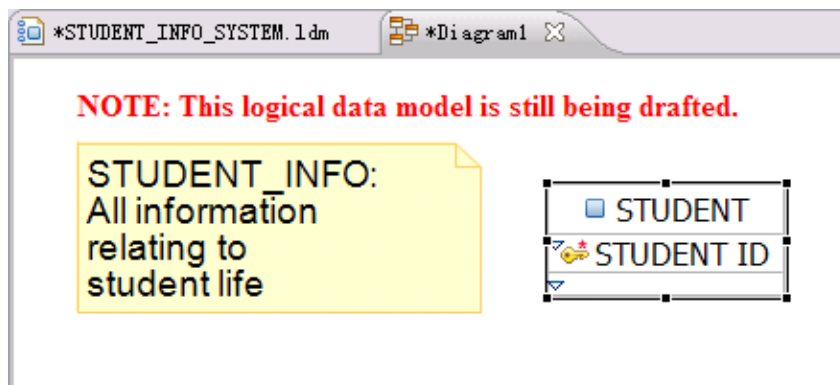 *STUDENT_INFO_SYSTEM.ldm
*Diagram1
NOTE: This logical data model is still being drafted.
STUDENT_INFO:
All information
relating to
student life
STUDENT
STUDENT ID